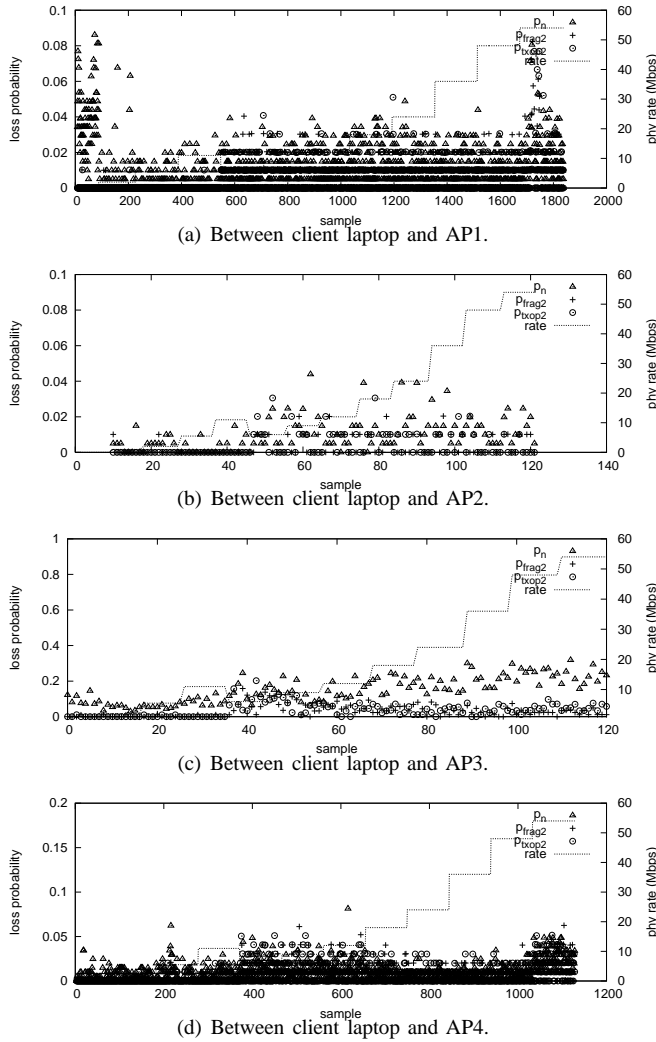 0.1
0.08
0.06
0.04
0.02
0
loss probability
0 200 400 600 800 1000 1200 1400 1600 1800 2000
sample
60
50
40
30
20
10
0
phy rate (Mbps)
p_n
p_frag2
p_txop2
rate
(a) Between client laptop and AP1.
0.1
0.08
0.06
0.04
0.02
0
loss probability
0 20 40 60 80 100 120 140
sample
60
50
40
30
20
10
0
phy rate (Mbps)
p_n
p_frag2
p_txop2
rate
(b) Between client laptop and AP2.
1
0.8
0.6
0.4
0.2
0
loss probability
0 20 40 60 80 100 120
sample
60
50
40
30
20
10
0
phy rate (Mbps)
p_n
p_frag2
p_txop2
rate
(c) Between client laptop and AP3.
0.2
0.15
0.1
0.05
0
loss probability
0 200 400 600 800 1000 1200
sample
60
50
40
30
20
10
0
phy rate (Mbps)
p_n
p_frag2
p_txop2
rate
(d) Between client laptop and AP4.